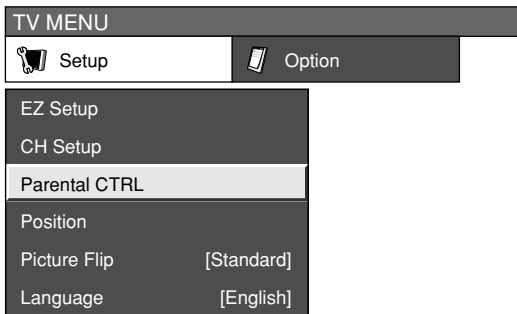 TV MENU
Setup Option
EZ Setup
CH Setup
Parental CTRL
Position
Picture Flip [Standard]
Language [English]